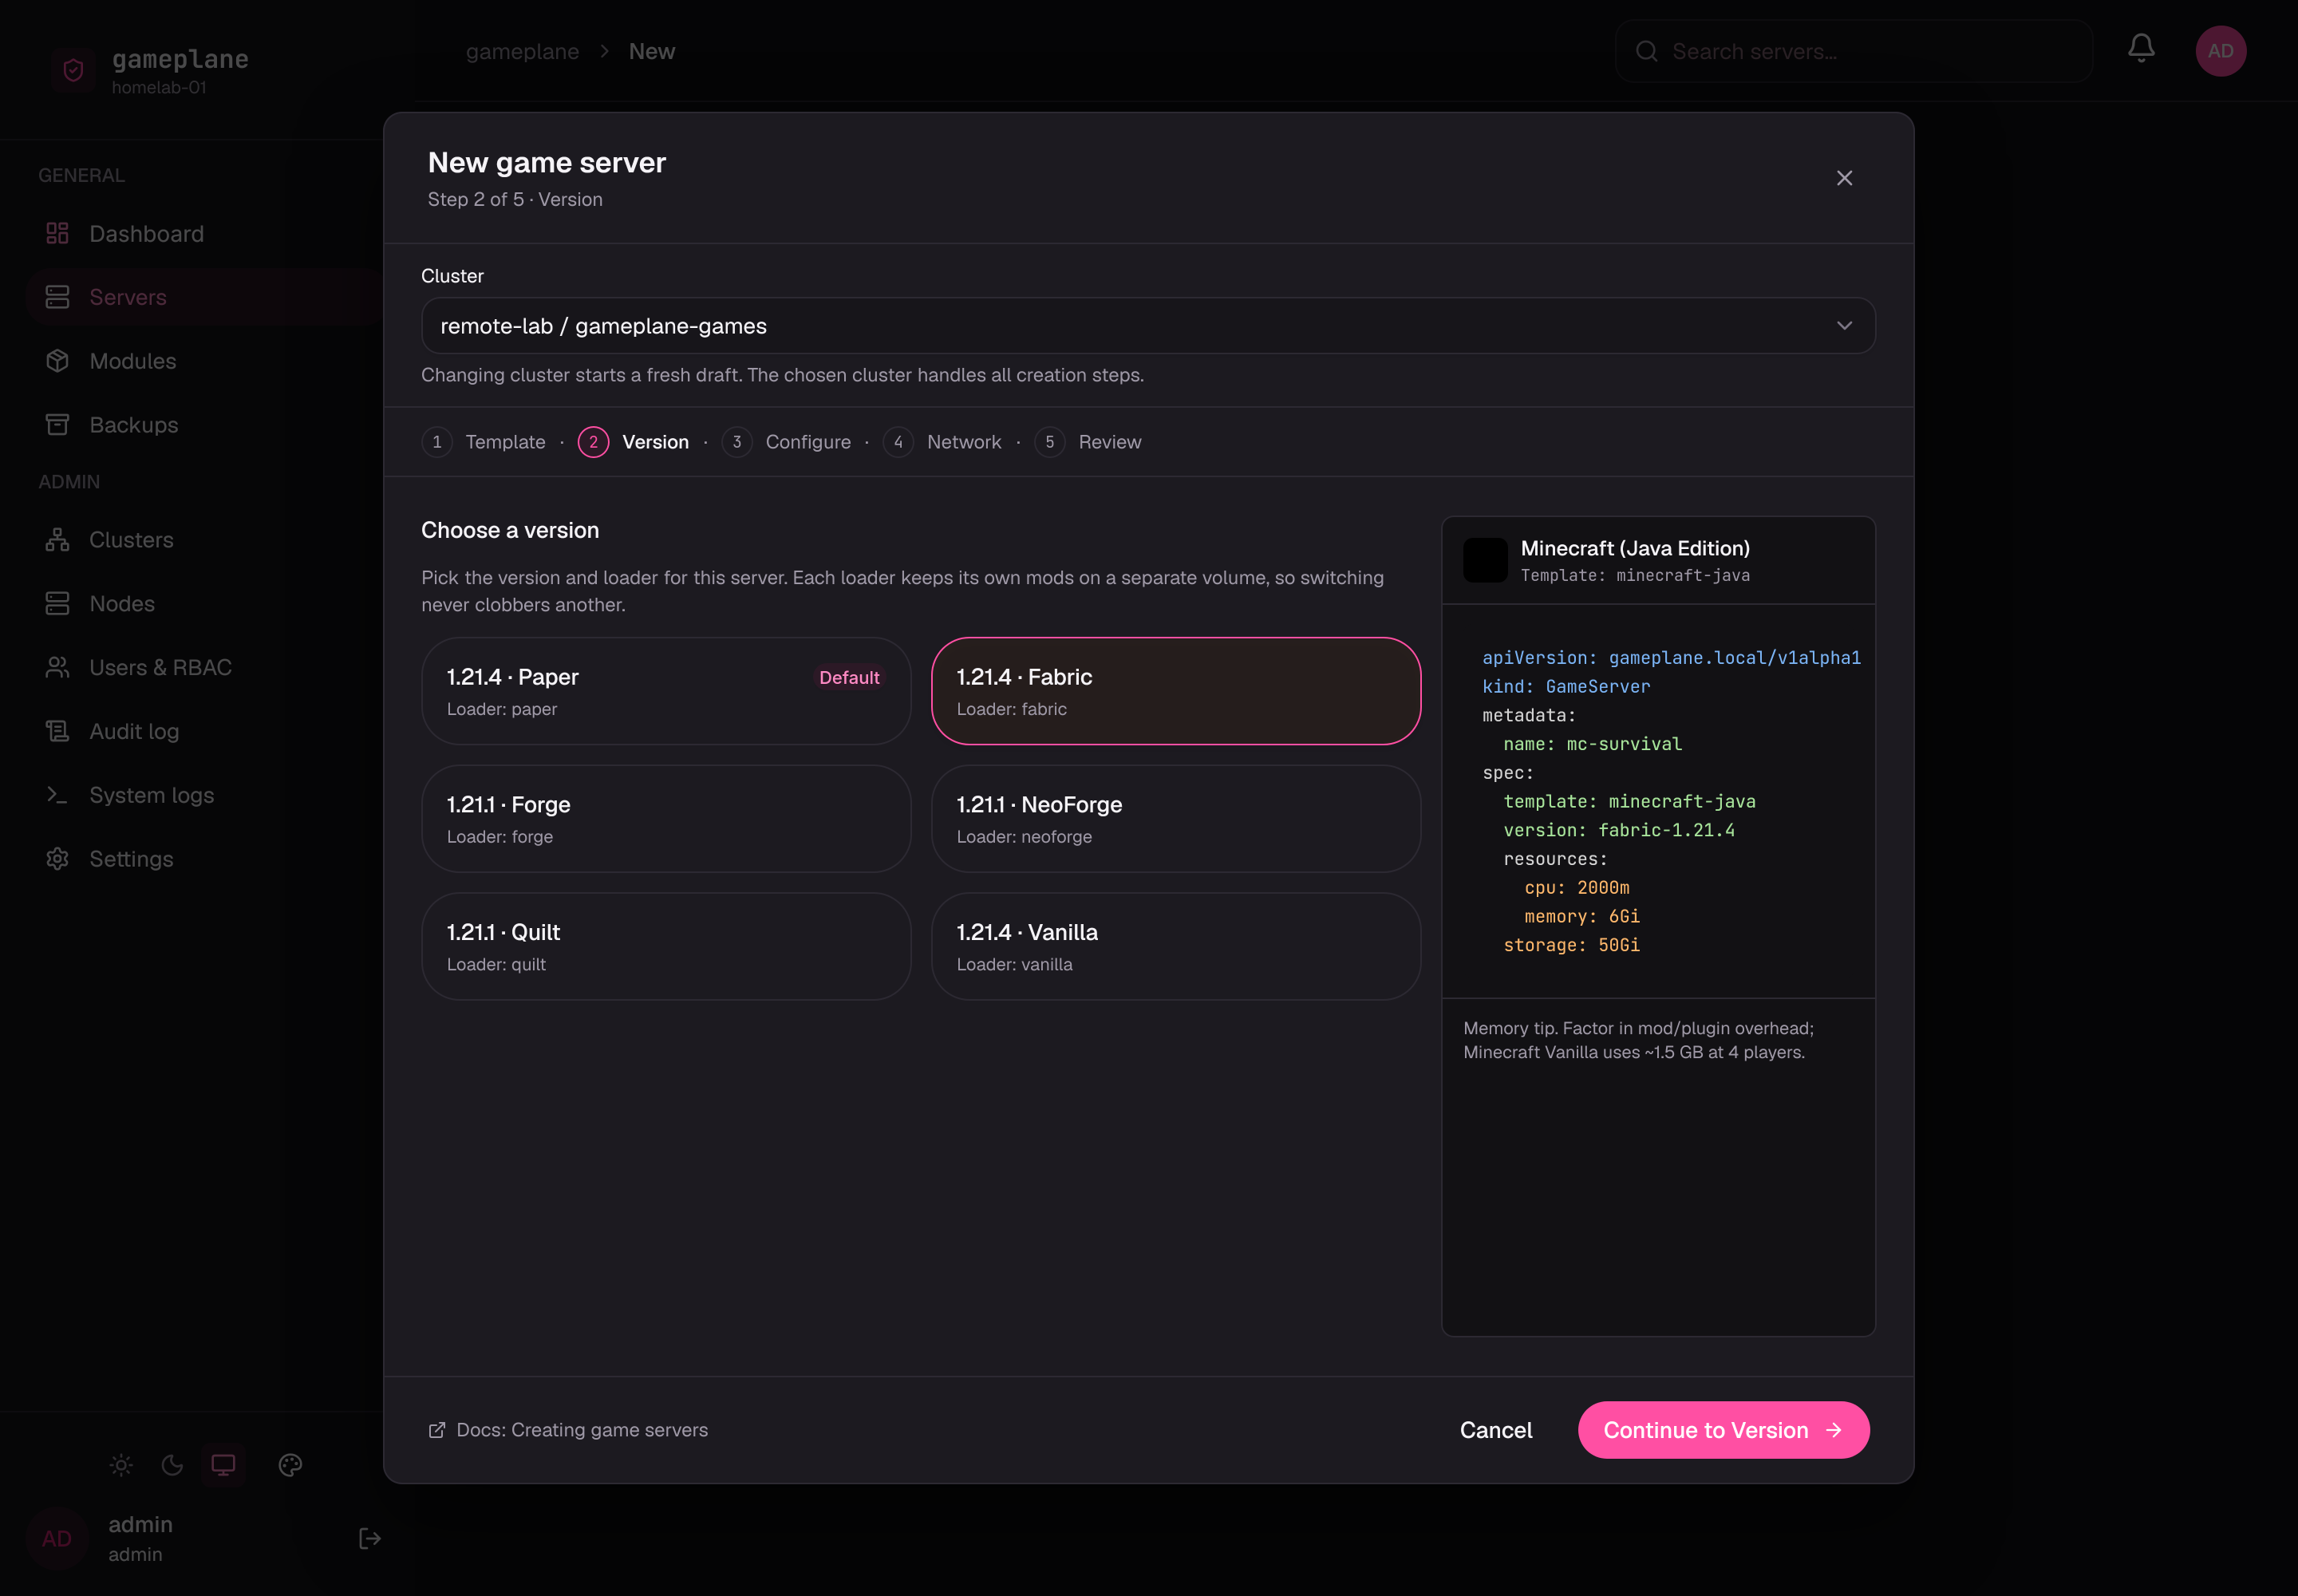 gameplane
homelab-01
gameplane > New
Search servers...
AD
GENERAL
Dashboard
Servers
Modules
Backups
ADMIN
Clusters
Nodes
Users & RBAC
Audit log
System logs
Settings
AD
admin
admin
New game server
Step 2 of 5 · Version
Cluster
remote-lab / gameplane-games
Changing cluster starts a fresh draft. The chosen cluster handles all creation steps.
1 Template · 2 Version · 3 Configure · 4 Network · 5 Review
Choose a version
Pick the version and loader for this server. Each loader keeps its own mods on a separate volume, so switching
never clobbers another.
1.21.4 · Paper
Default
Loader: paper
1.21.4 · Fabric
Loader: fabric
1.21.1 · Forge
Loader: forge
1.21.1 · NeoForge
Loader: neoforge
1.21.1 · Quilt
Loader: quilt
1.21.4 · Vanilla
Loader: vanilla
Minecraft (Java Edition)
Template: minecraft-java
apiVersion: gameplane.local/v1alpha1
kind: GameServer
metadata:
name: mc-survival
spec:
template: minecraft-java
version: fabric-1.21.4
resources:
cpu: 2000m
memory: 6Gi
storage: 50Gi
Memory tip. Factor in mod/plugin overhead;
Minecraft Vanilla uses ~1.5 GB at 4 players.
Docs: Creating game servers
Cancel
Continue to Version